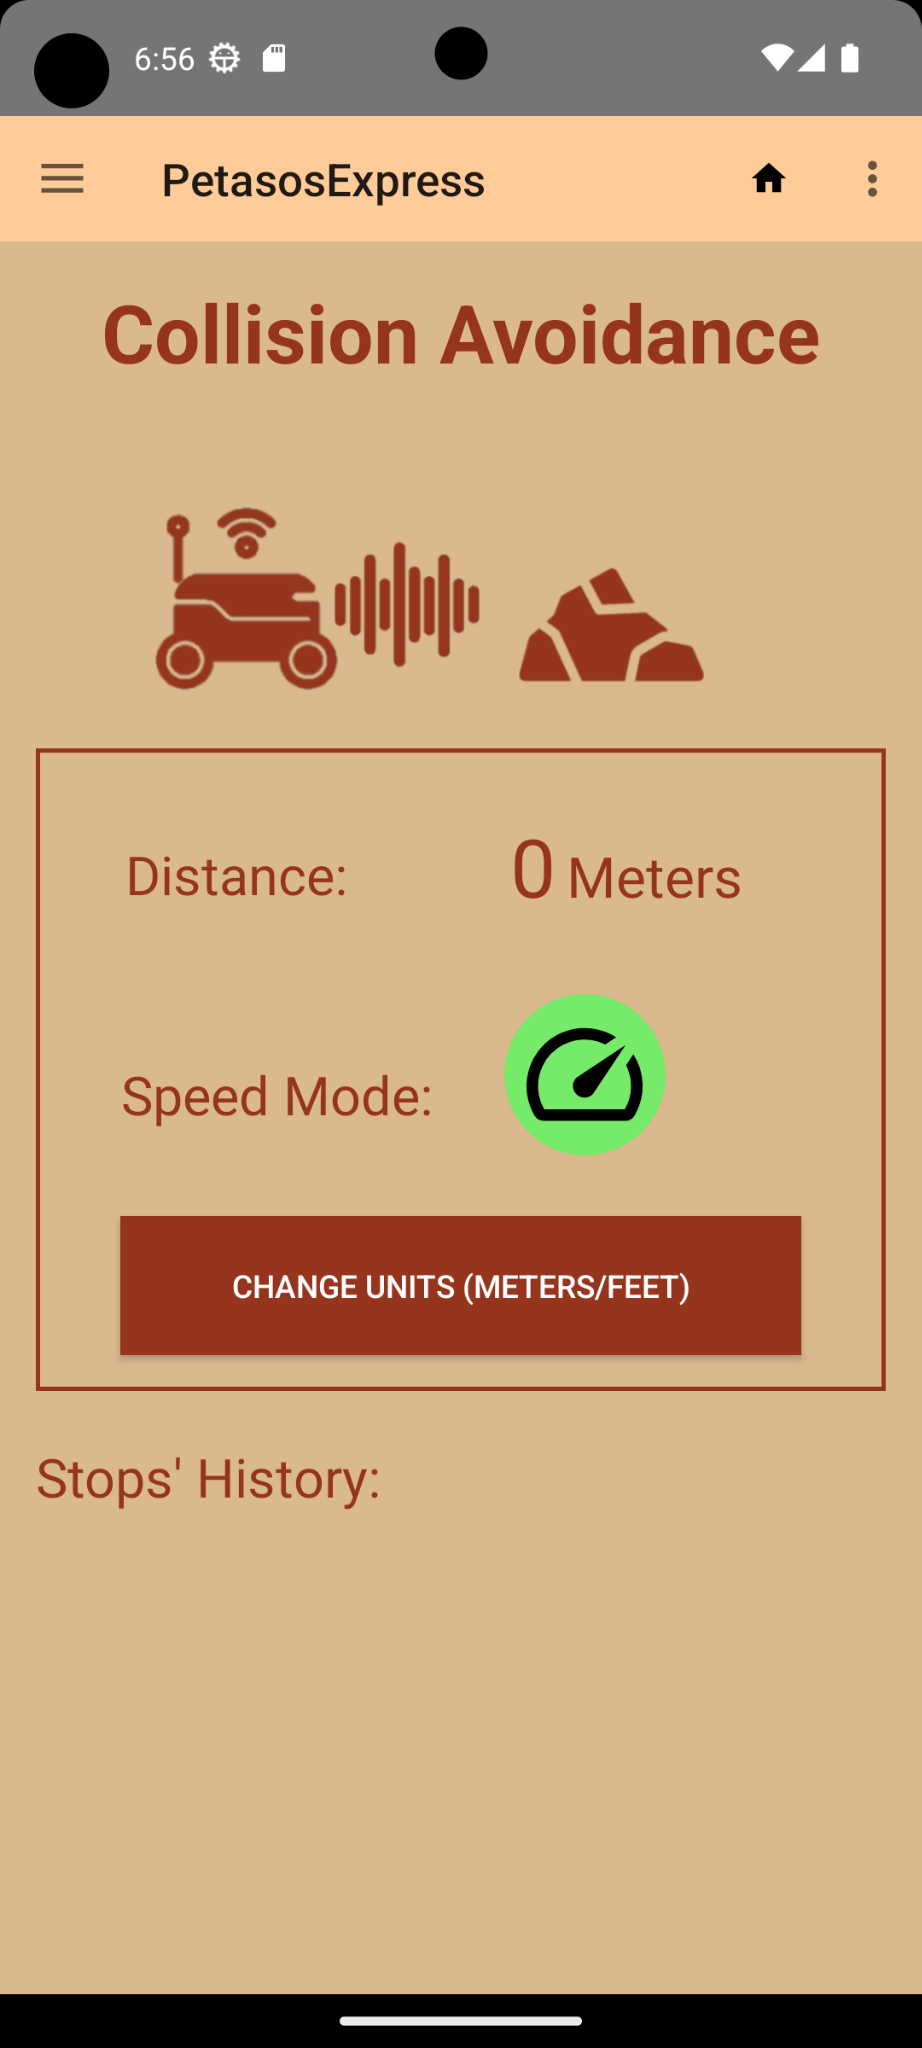 6:56
PetasosExpress
Collision Avoidance
Distance: 0 Meters
Speed Mode:
CHANGE UNITS (METERS/FEET)
Stops' History: